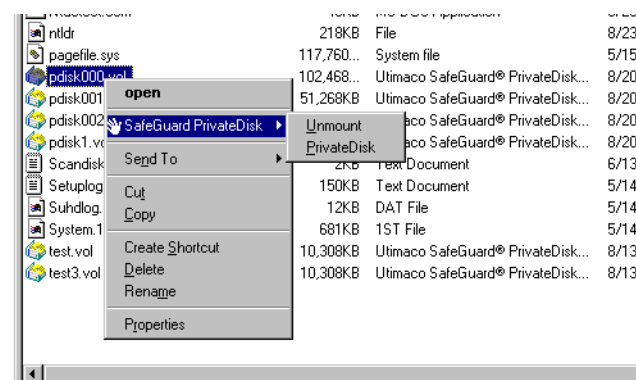 ntldr 218KB File 8/23
pagefile.sys 117,760... System file 5/15
pdisk000.vol 102,468... Utimaco SafeGuard® PrivateDisk... 8/20
pdisk001 51,268KB Utimaco SafeGuard® PrivateDisk... 8/20
open
pdisk002 aco SafeGuard® PrivateDisk... 8/20
SafeGuard PrivateDisk Unmount
pdisk1.vo aco SafeGuard® PrivateDisk... 8/20
PrivateDisk
Scandisk 2KB Text Document 6/13
Send To
Setuplog 150KB Text Document 5/14
Suhdlog. 12KB DAT File 5/14
Cut
System.1 681KB 1ST File 5/14
Copy
test.vol 10,308KB Utimaco SafeGuard® PrivateDisk... 8/13
Create Shortcut
test3.vol 10,308KB Utimaco SafeGuard® PrivateDisk... 8/13
Delete
Rename
Properties